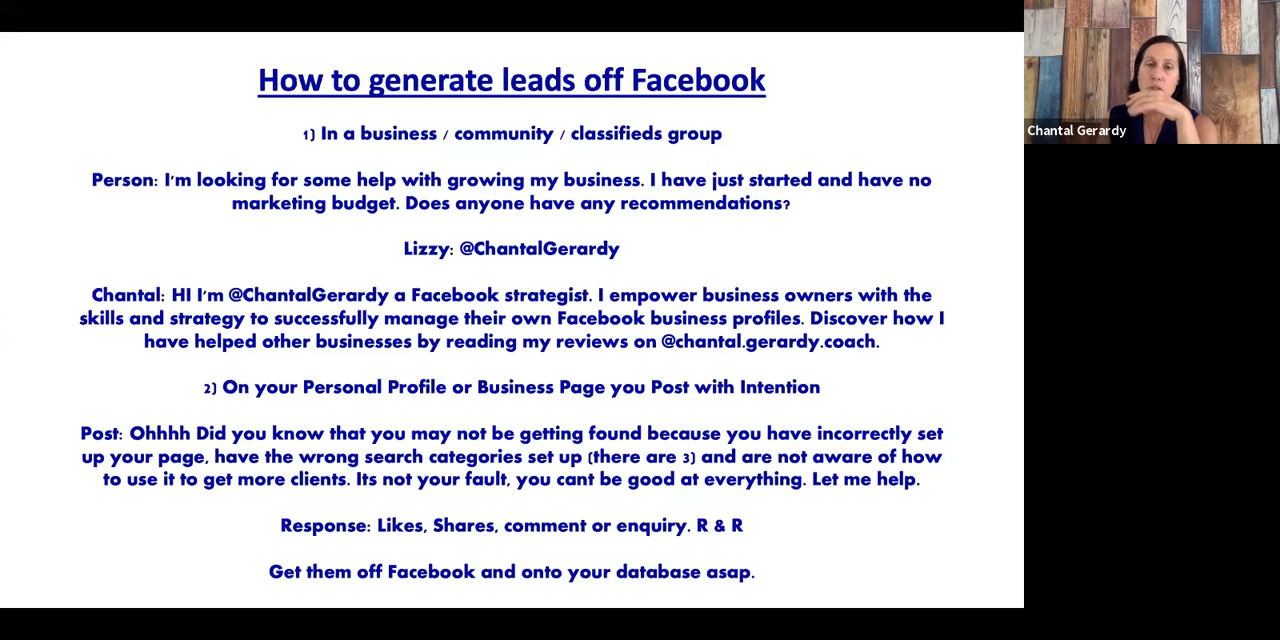 How to generate leads off Facebook
1) In a business / community / classifieds group
Person: I'm looking for some help with growing my business. I have just started and have no
marketing budget. Does anyone have any recommendations?
Lizzy: @ChantalGerardy
Chantal: HI I'm @ChantalGerardy a Facebook strategist. I empower business owners with the
skills and strategy to successfully manage their own Facebook business profiles. Discover how I
have helped other businesses by reading my reviews on @chantal.gerardy.coach.
2) On your Personal Profile or Business Page you Post with Intention
Post: Ohhhh Did you know that you may not be getting found because you have incorrectly set
up your page, have the wrong search categories set up (there are 3) and are not aware of how
to use it to get more clients. Its not your fault, you cant be good at everything. Let me help.
Response: Likes, Shares, comment or enquiry. R & R
Get them off Facebook and onto your database asap.
Chantal Gerardy